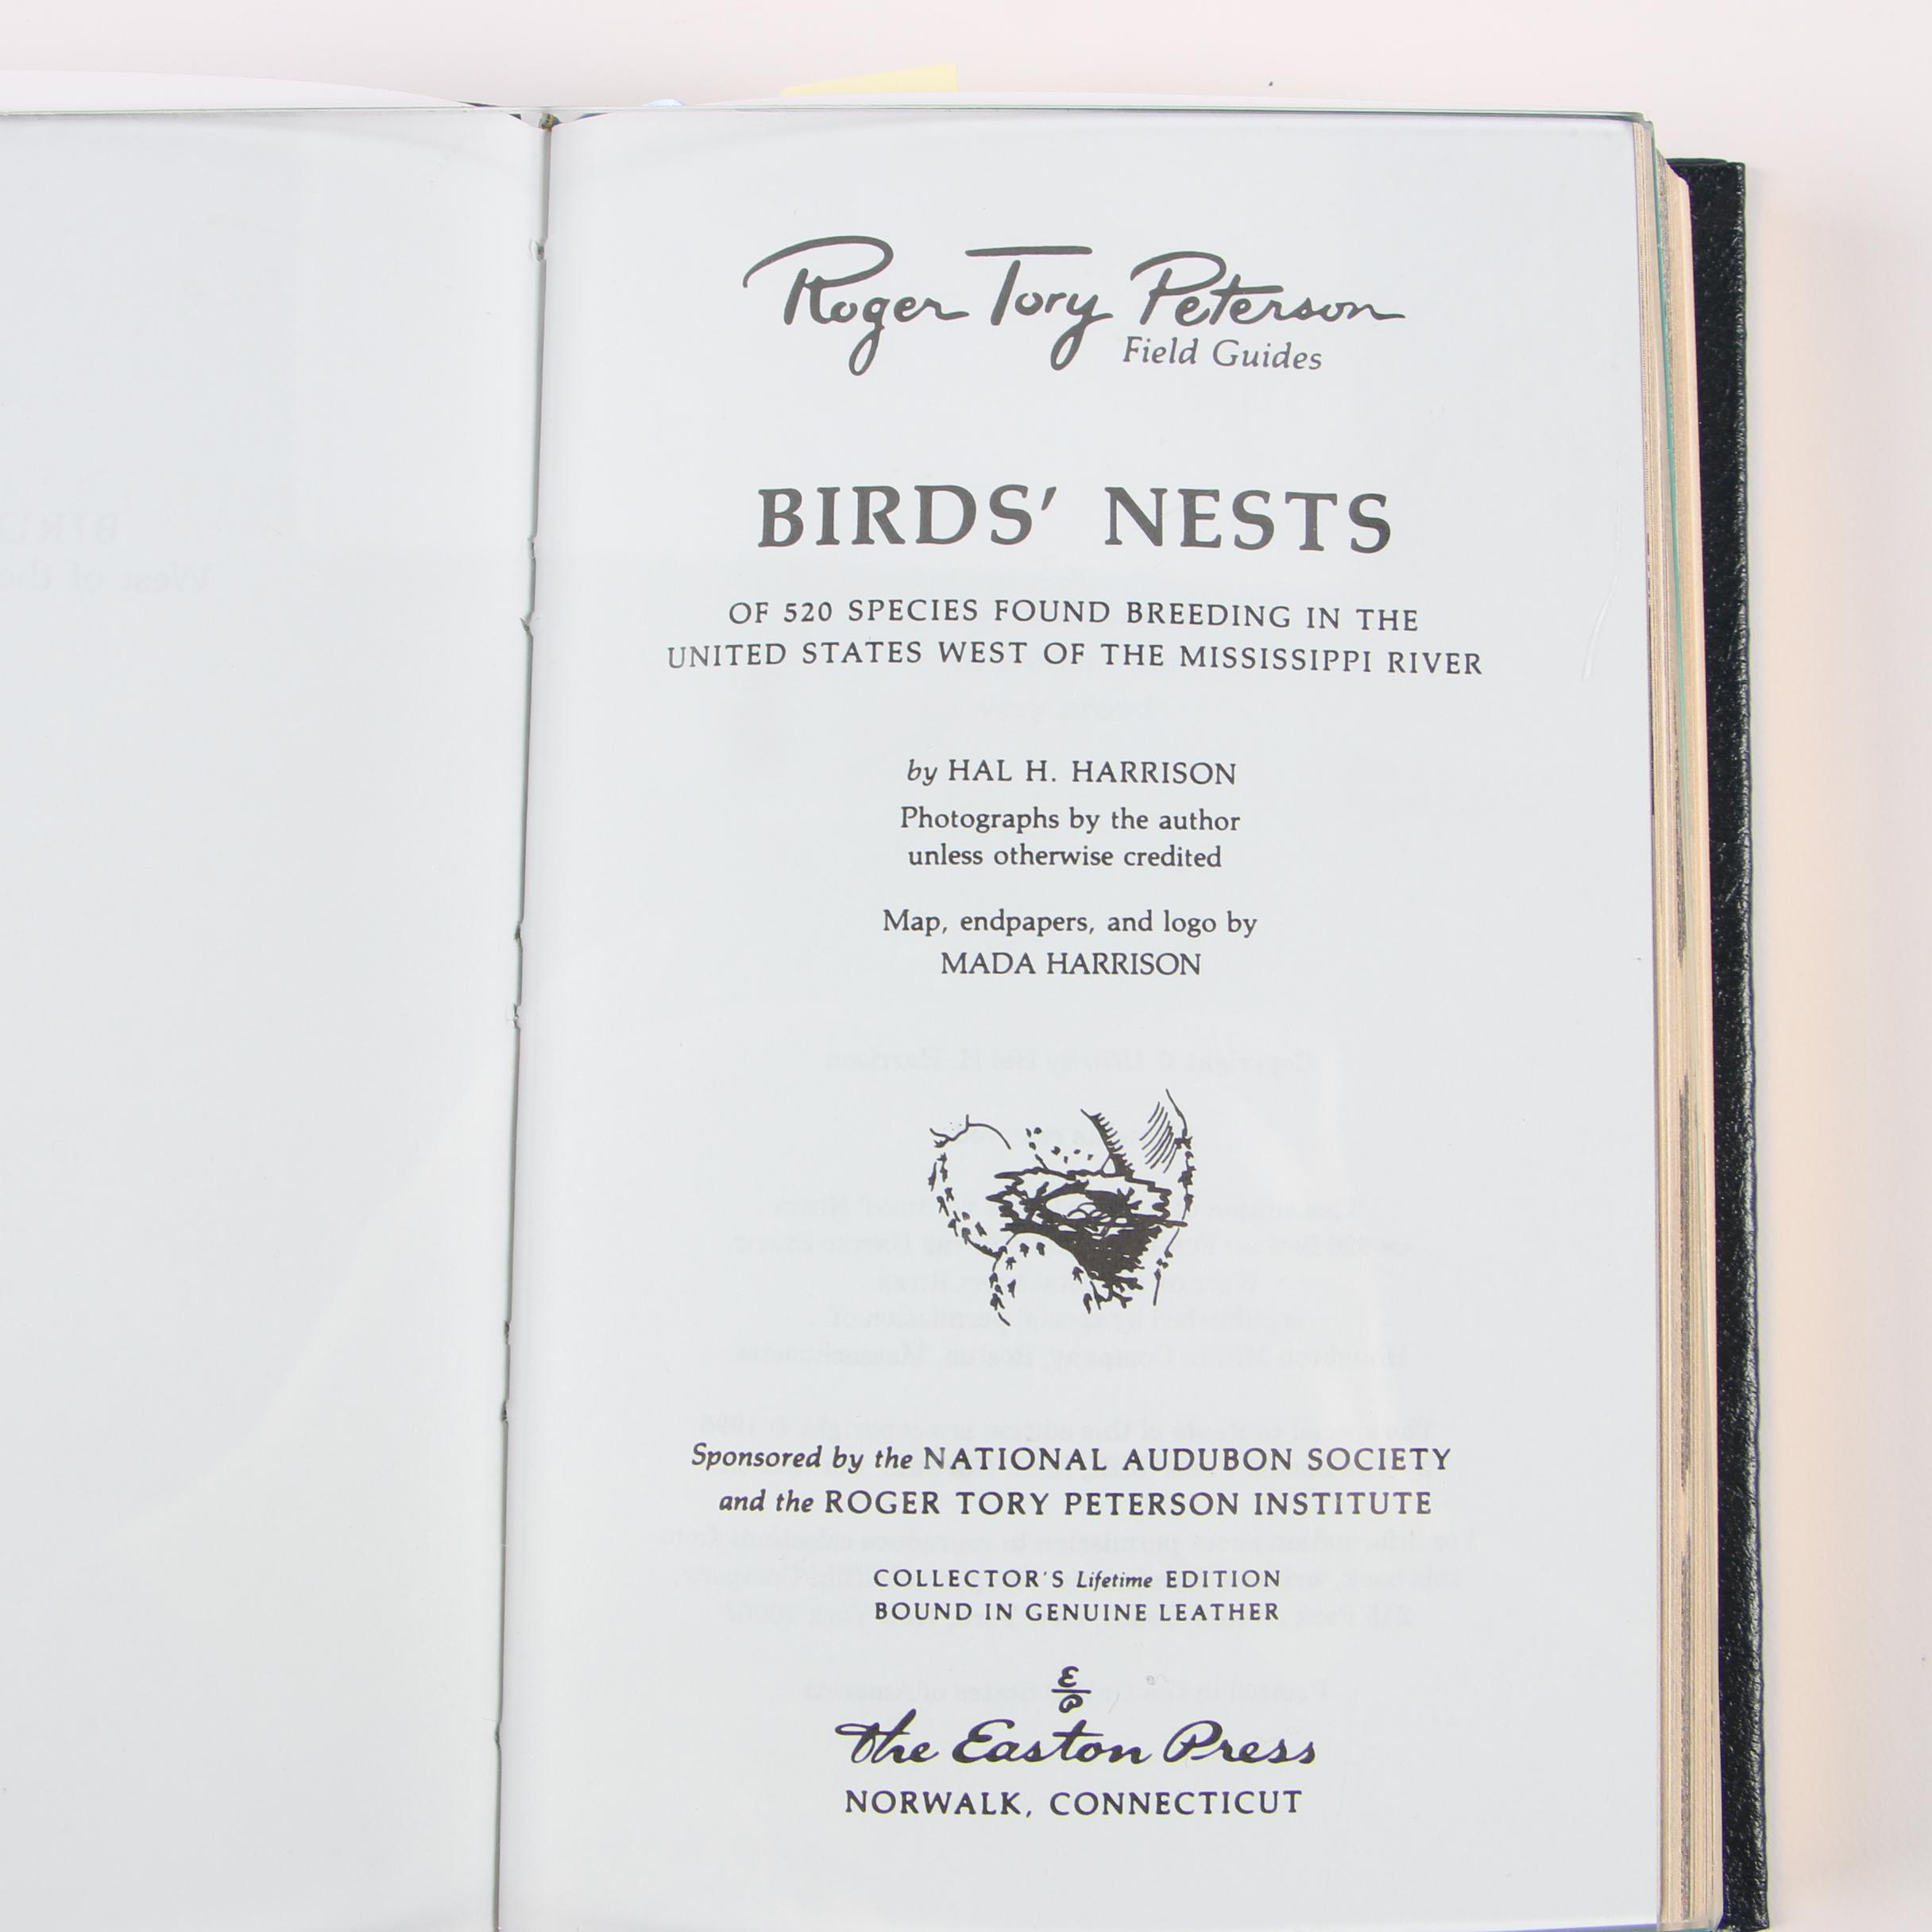 Roger Tory Peterson
Field Guides
BIRDS' NESTS
OF 520 SPECIES FOUND BREEDING IN THE
UNITED STATES WEST OF THE MISSISSIPPI RIVER
by HAL H. HARRISON
Photographs by the author
unless otherwise credited
Map, endpapers, and logo by
MADA HARRISON
Sponsored by the NATIONAL AUDUBON SOCIETY
and the ROGER TORY PETERSON INSTITUTE
COLLECTOR'S Lifetime EDITION
BOUND IN GENUINE LEATHER
E
P
The Easton Press
NORWALK, CONNECTICUT